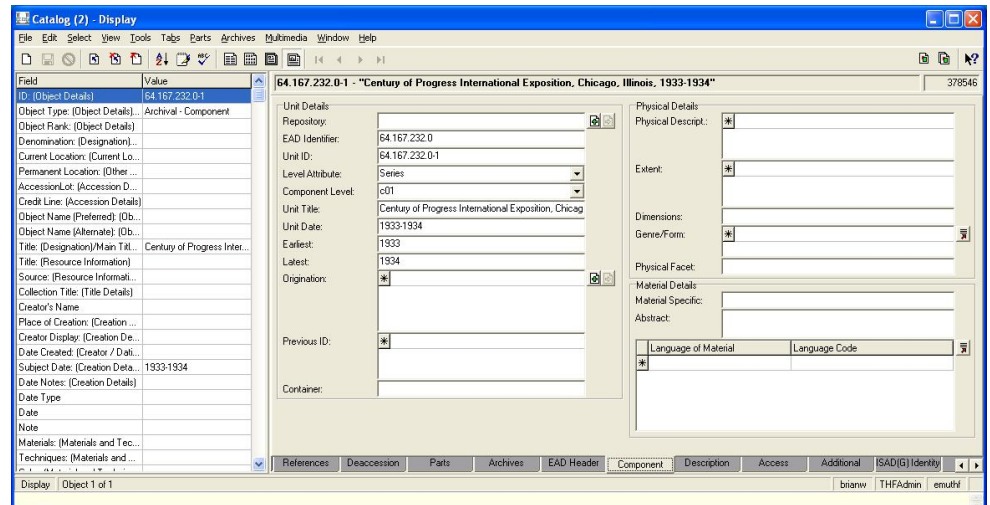 Catalog (2) - Display
File Edit Select View Tools Tabs Parts Archives Multimedia Window Help
Field Value
ID: (Object Details) 64.167.232.0-1
Object Type: (Object Details)... Archival - Component
Object Rank: (Object Details)
Denomination: (Designation)...
Current Location: (Current Lo...
Permanent Location: (Other ...
AccessionLot: (Accession D...
Credit Line: (Accession Details)
Object Name (Preferred): (Ob...
Object Name (Alternate): (Ob...
Title: (Designation)/Main Titl... Century of Progress Inter...
Title: (Resource Information)
Source: (Resource Informati...
Collection Title: (Title Details)
Creator's Name
Place of Creation: (Creation ...
Creator Display: (Creation De...
Date Created: (Creator / Dati...
Subject Date: (Creation Deta... 1933-1934
Date Notes: (Creation Details)
Date Type
Date
Note
Materials: (Materials and Tec...
Techniques: (Materials and ...
64.167.232.0-1 - "Century of Progress International Exposition, Chicago, Illinois, 1933-1934" 378546
Unit Details
Repository:
EAD Identifier: 64.167.232.0
Unit ID: 64.167.232.0-1
Level Attribute: Series
Component Level: c01
Unit Title: Century of Progress International Exposition, Chicag
Unit Date: 1933-1934
Earliest: 1933
Latest: 1934
Origination:
Previous ID:
Container:
Physical Details
Physical Descript.:
Extent:
Dimensions:
Genre/Form:
Physical Facet:
Material Details
Material Specific:
Abstract:
Language of Material Language Code
References Deaccession Parts Archives EAD Header Component Description Access Additional ISAD(G) Identity
Display Object 1 of 1 brianw THFAdmin emuthf